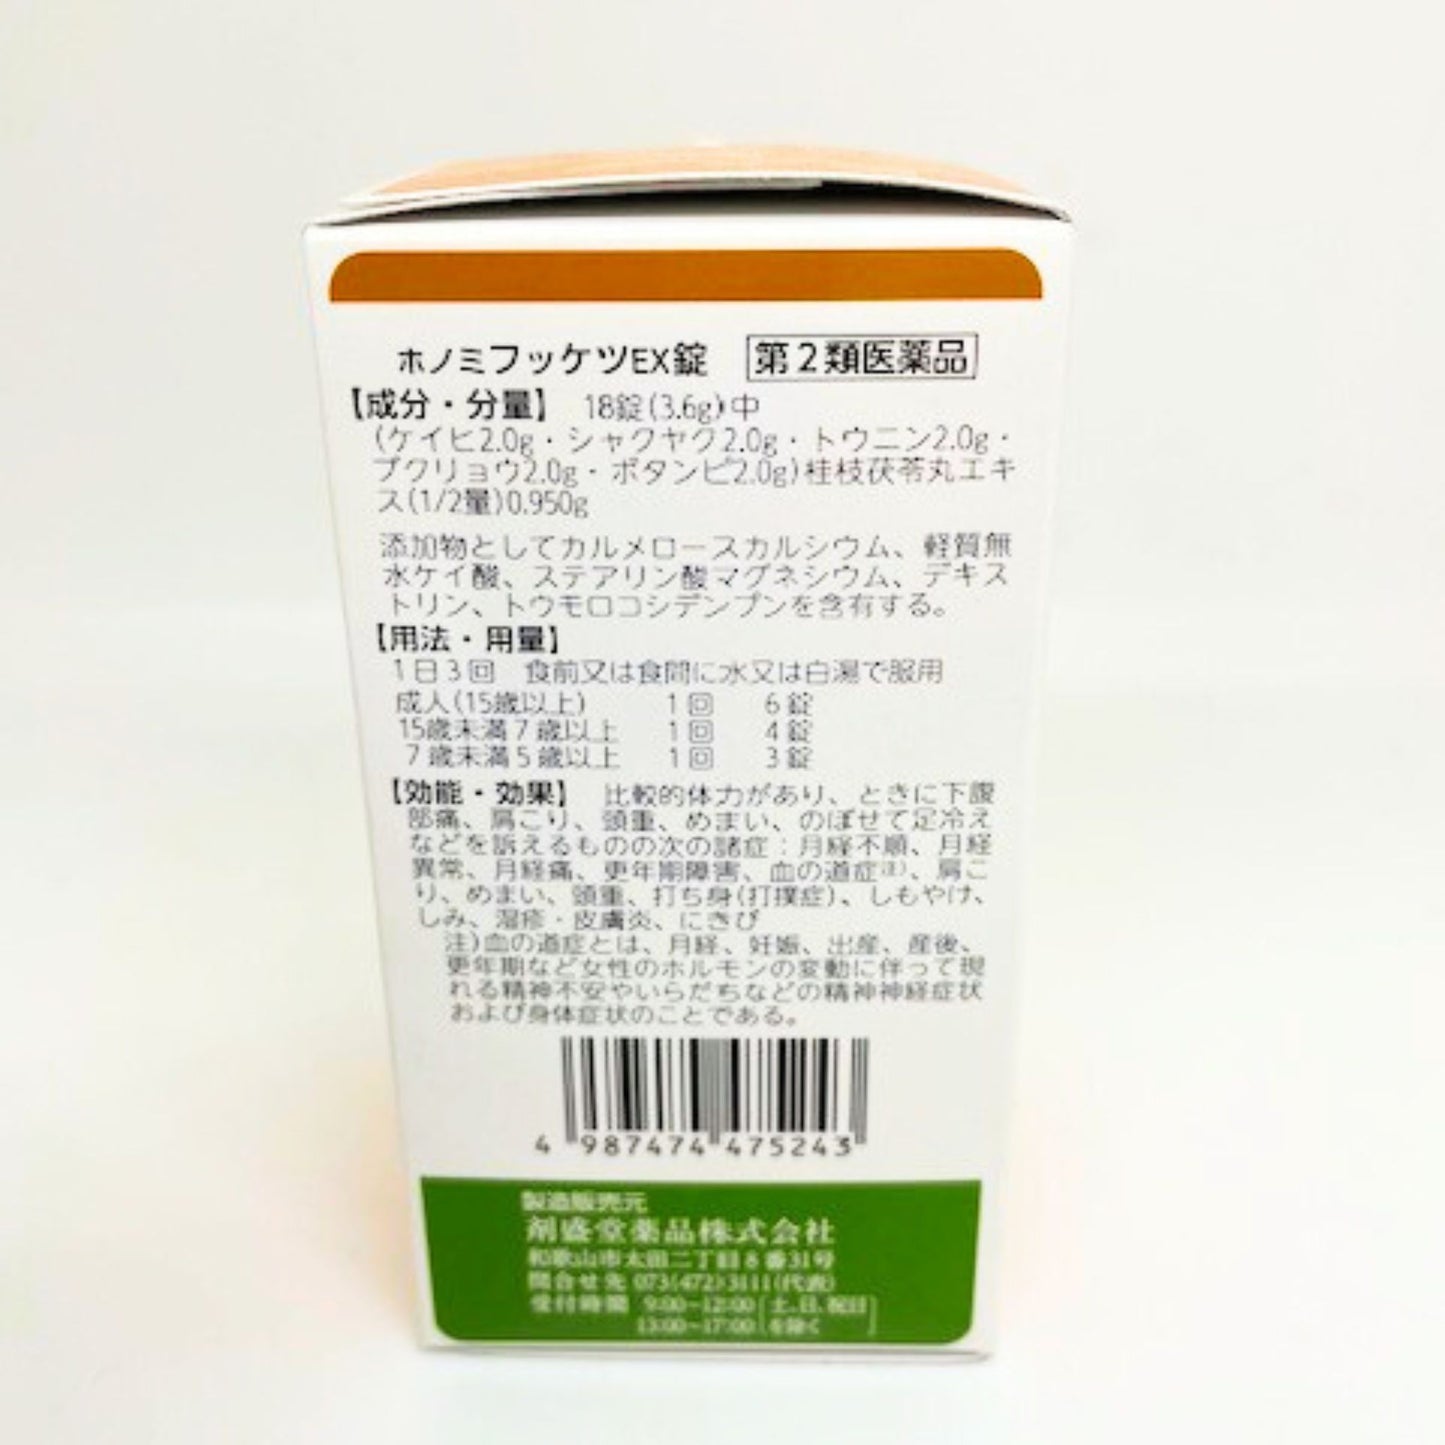 ホノミフッケツEX錠 第2類医薬品
【成分・分量】 18錠(3.6g)中
(ケイヒ2.0g・シャクヤク2.0g・トウニン2.0g・
ブクリョウ2.0g・ボタンピ2.0g)桂枝茯苓丸エキ
ス(1/2量)0.950g
添加物としてカルメロースカルシウム、軽質無
水ケイ酸、ステアリン酸マグネシウム、デキス
トリン、トウモロコシデンプンを含有する。
【用法・用量】
1日3回 食前又は食間に水又は白湯で服用
成人(15歳以上) 1回 6錠
15歳未満7歳以上 1回 4錠
7歳未満5歳以上 1回 3錠
【効能・効果】 比較的体力があり、ときに下腹
部痛、肩こり、頭重、めまい、のぼせて足冷え
などを訴えるものの次の諸症:月経不順、月経
異常、月経痛、更年期障害、血の道症注)、肩こ
り、めまい、頭重、打ち身(打撲症)、しもやけ、
しみ、湿疹・皮膚炎、にきび
注)血の道症とは、月経、妊娠、出産、産後、
更年期など女性のホルモンの変動に伴って現
れる精神不安やいらだちなどの精神神経症状
および身体症状のことである。
4 987474 475243
製造販売元
剤盛堂薬品株式会社
和歌山市太田二丁目8番31号
問合せ先 073(472)3111(代表)
受付時間 9:00~12:00[土、日、祝日
13:00~17:00 を除く]